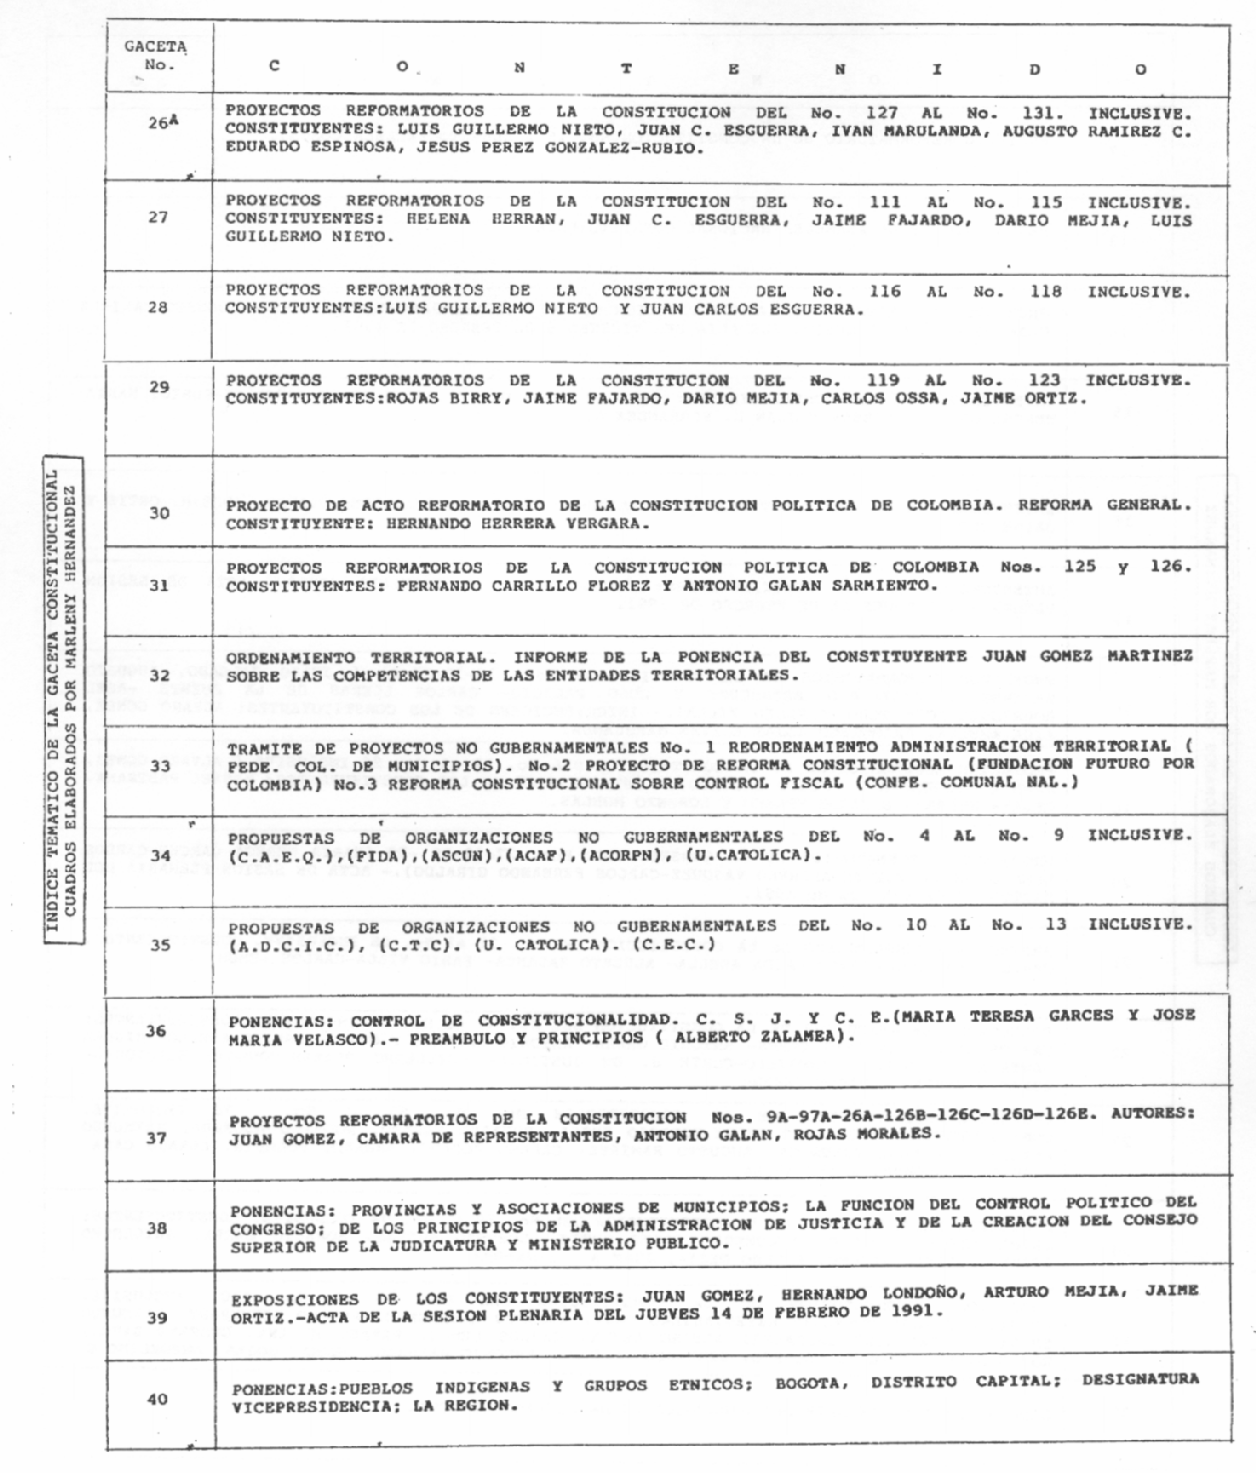 GACETA
No.
C O N T E N I D O
26A
PROYECTOS REFORMATORIOS DE LA CONSTITUCION DEL No. 127 AL No. 131. INCLUSIVE.
CONSTITUYENTES: LUIS GUILLERMO NIETO, JUAN C. ESGUERRA, IVAN MARULANDA, AUGUSTO RAMIREZ C.
EDUARDO ESPINOSA, JESUS PEREZ GONZALEZ-RUBIO.
27
PROYECTOS REFORMATORIOS DE LA CONSTITUCION DEL No. 111 AL No. 115 INCLUSIVE.
CONSTITUYENTES: HELENA HERRAN, JUAN C. ESGUERRA, JAIME FAJARDO, DARIO MEJIA, LUIS
GUILLERMO NIETO.
28
PROYECTOS REFORMATORIOS DE LA CONSTITUCION DEL No. 116 AL No. 118 INCLUSIVE.
CONSTITUYENTES:LUIS GUILLERMO NIETO Y JUAN CARLOS ESGUERRA.
29
PROYECTOS REFORMATORIOS DE LA CONSTITUCION DEL No. 119 AL No. 123 INCLUSIVE.
CONSTITUYENTES:ROJAS BIRRY, JAIME FAJARDO, DARIO MEJIA, CARLOS OSSA, JAIME ORTIZ.
30
PROYECTO DE ACTO REFORMATORIO DE LA CONSTITUCION POLITICA DE COLOMBIA. REFORMA GENERAL.
CONSTITUYENTE: HERNANDO HERRERA VERGARA.
31
PROYECTOS REFORMATORIOS DE LA CONSTITUCION POLITICA DE COLOMBIA Nos. 125 y 126.
CONSTITUYENTES: FERNANDO CARRILLO FLOREZ Y ANTONIO GALAN SARMIENTO.
32
ORDENAMIENTO TERRITORIAL. INFORME DE LA PONENCIA DEL CONSTITUYENTE JUAN GOMEZ MARTINEZ
SOBRE LAS COMPETENCIAS DE LAS ENTIDADES TERRITORIALES.
33
TRAMITE DE PROYECTOS NO GUBERNAMENTALES No. 1 REORDENAMIENTO ADMINISTRACION TERRITORIAL (
FEDE. COL. DE MUNICIPIOS). No.2 PROYECTO DE REFORMA CONSTITUCIONAL (FUNDACION FUTURO POR
COLOMBIA) No.3 REFORMA CONSTITUCIONAL SOBRE CONTROL FISCAL (CONFE. COMUNAL NAL.)
34
PROPUESTAS DE ORGANIZACIONES NO GUBERNAMENTALES DEL No. 4 AL No. 9 INCLUSIVE.
(C.A.E.Q.),(FIDA),(ASCUN),(ACAF),(ACORPN), (U.CATOLICA).
35
PROPUESTAS DE ORGANIZACIONES NO GUBERNAMENTALES DEL No. 10 AL No. 13 INCLUSIVE.
(A.D.C.I.C.), (C.T.C). (U. CATOLICA). (C.E.C.)
36
PONENCIAS: CONTROL DE CONSTITUCIONALIDAD. C. S. J. Y C. E.(MARIA TERESA GARCES Y JOSE
MARIA VELASCO).- PREAMBULO Y PRINCIPIOS ( ALBERTO ZALAMEA).
37
PROYECTOS REFORMATORIOS DE LA CONSTITUCION Nos. 9A-97A-26A-126B-126C-126D-126E. AUTORES:
JUAN GOMEZ, CAMARA DE REPRESENTANTES, ANTONIO GALAN, ROJAS MORALES.
38
PONENCIAS: PROVINCIAS Y ASOCIACIONES DE MUNICIPIOS; LA FUNCION DEL CONTROL POLITICO DEL
CONGRESO; DE LOS PRINCIPIOS DE LA ADMINISTRACION DE JUSTICIA Y DE LA CREACION DEL CONSEJO
SUPERIOR DE LA JUDICATURA Y MINISTERIO PUBLICO.
39
EXPOSICIONES DE LOS CONSTITUYENTES: JUAN GOMEZ, HERNANDO LONDOÑO, ARTURO MEJIA, JAIME
ORTIZ.-ACTA DE LA SESION PLENARIA DEL JUEVES 14 DE FEBRERO DE 1991.
40
PONENCIAS:PUEBLOS INDIGENAS Y GRUPOS ETNICOS; BOGOTA, DISTRITO CAPITAL; DESIGNATURA
VICEPRESIDENCIA; LA REGION.
INDICE TEMATICO DE LA GACETA CONSTITUCIONAL
CUADROS ELABORADOS POR MARLENY HERNANDEZ